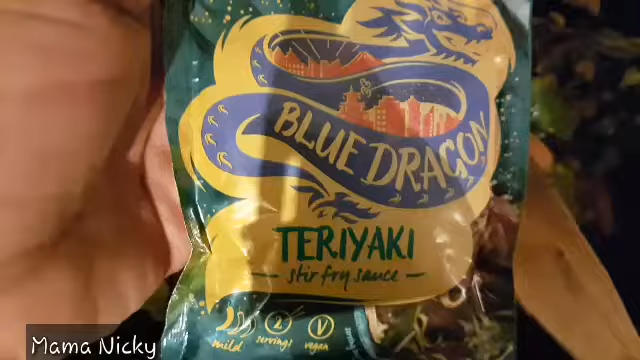 BLUE DRAGON
TERIYAKI
stir fry sauce
mild
2
servings
V
vegan
Mama Nicky